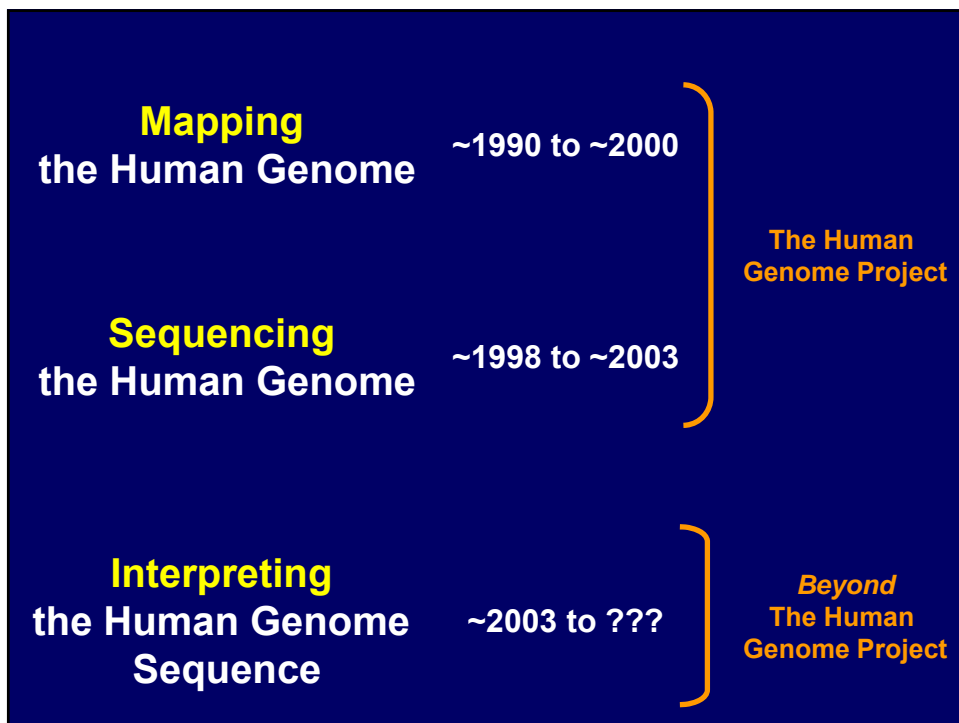 Mapping
the Human Genome
~1990 to ~2000
The Human
Genome Project
Sequencing
the Human Genome
~1998 to ~2003
Interpreting
the Human Genome
Sequence
~2003 to ???
Beyond
The Human
Genome Project